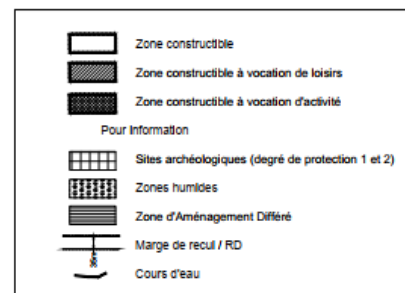 Zone constructible
Zone constructible à vocation de loisirs
Zone constructible à vocation d'activité
Pour Information
Sites archéologiques (degré de protection 1 et 2)
Zones humides
Zone d'Aménagement Différé
Marge de recul / RD
Cours d'eau